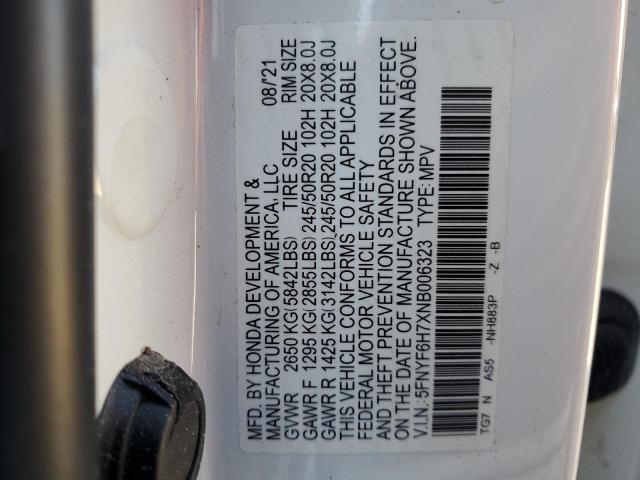 MFD. BY HONDA DEVELOPMENT &
MANUFACTURING OF AMERICA, LLC 08/'21
GVWR 2650 KG(5842LBS) TIRE SIZE RIM SIZE
GAWR F 1295 KG(2855LBS) 245/50R20 102H 20X8.0J
GAWR R 1425 KG(3142LBS) 245/50R20 102H 20X8.0J
THIS VEHICLE CONFORMS TO ALL APPLICABLE
FEDERAL MOTOR VEHICLE SAFETY
AND THEFT PREVENTION STANDARDS IN EFFECT
ON THE DATE OF MANUFACTURE SHOWN ABOVE.
V.I.N.: 5FNYF6H7XNB006323 TYPE: MPV
TG7 N AS5 -NH883P -Z -B